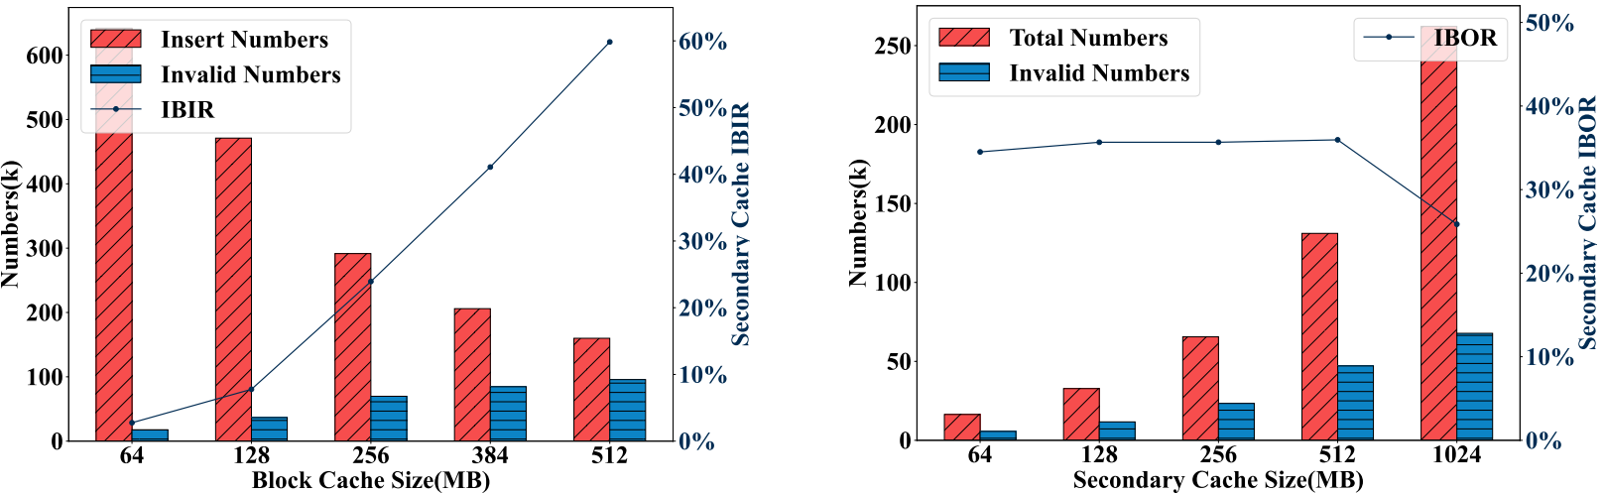 Insert Numbers
Invalid Numbers
IBIR
Numbers(k)
600
500
400
300
200
100
0
64 128 256 384 512
Block Cache Size(MB)
60%
50%
40%
30%
20%
10%
0%
Secondary Cache IBIR
Total Numbers
Invalid Numbers
IBOR
Numbers(k)
250
200
150
100
50
0
64 128 256 512 1024
Secondary Cache Size(MB)
50%
40%
30%
20%
10%
0%
Secondary Cache IBOR